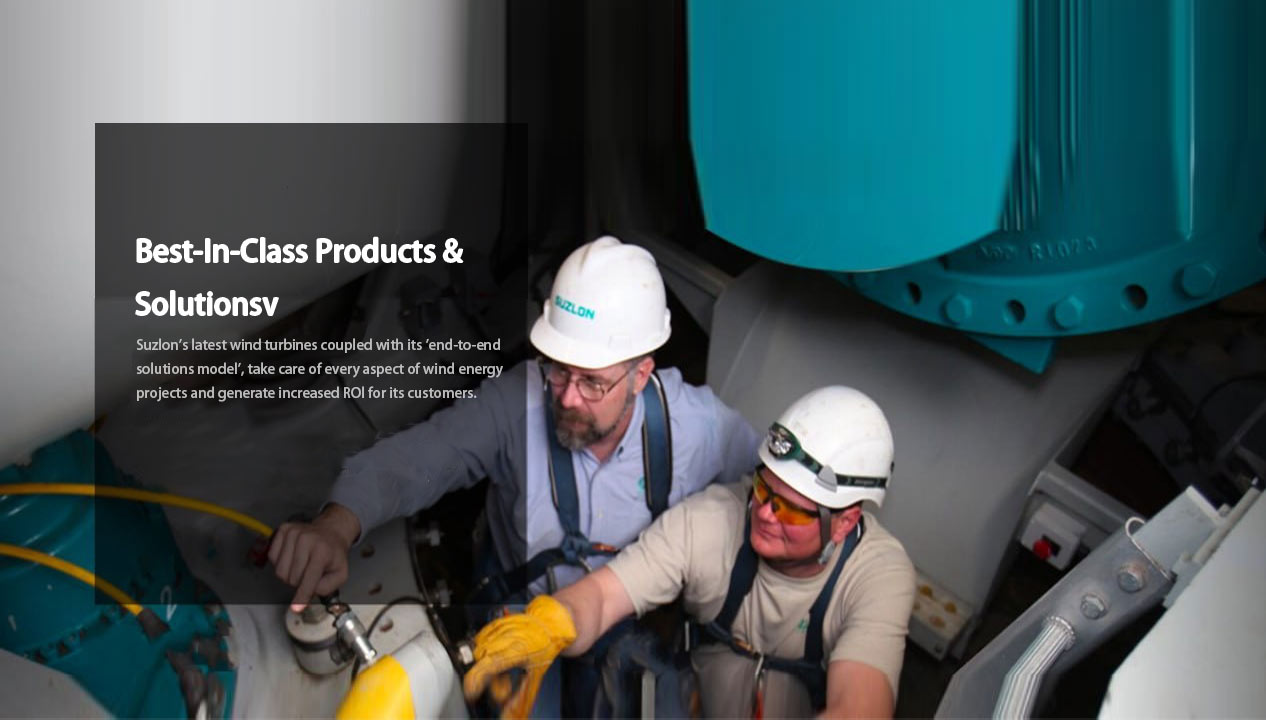 Best-In-Class Products &
Solutionsv
Suzlon’s latest wind turbines coupled with its ‘end-to-end
solutions model’, take care of every aspect of wind energy
projects and generate increased ROI for its customers.
SUZLON